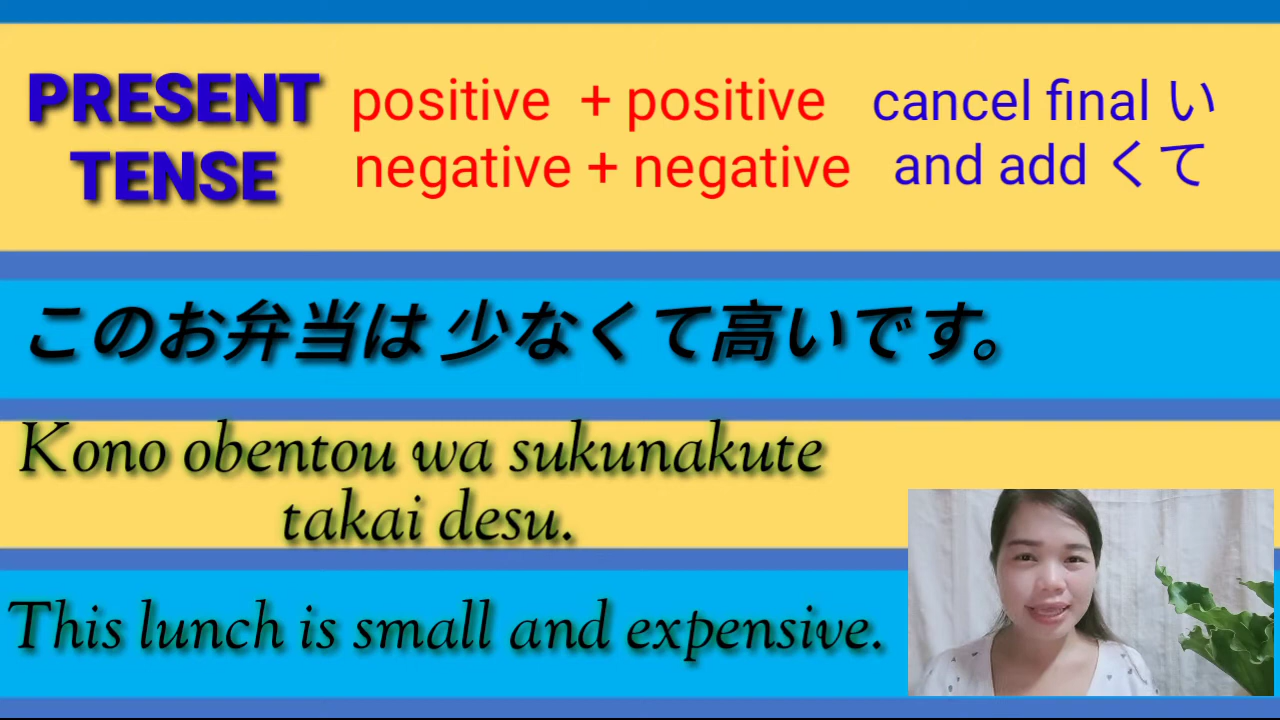 PRESENT positive + positive cancel final い
TENSE negative + negative and add くて
このお弁当は 少なくて高いです。
Kono obentou wa sukunakute
takai desu.
This lunch is small and expensive.